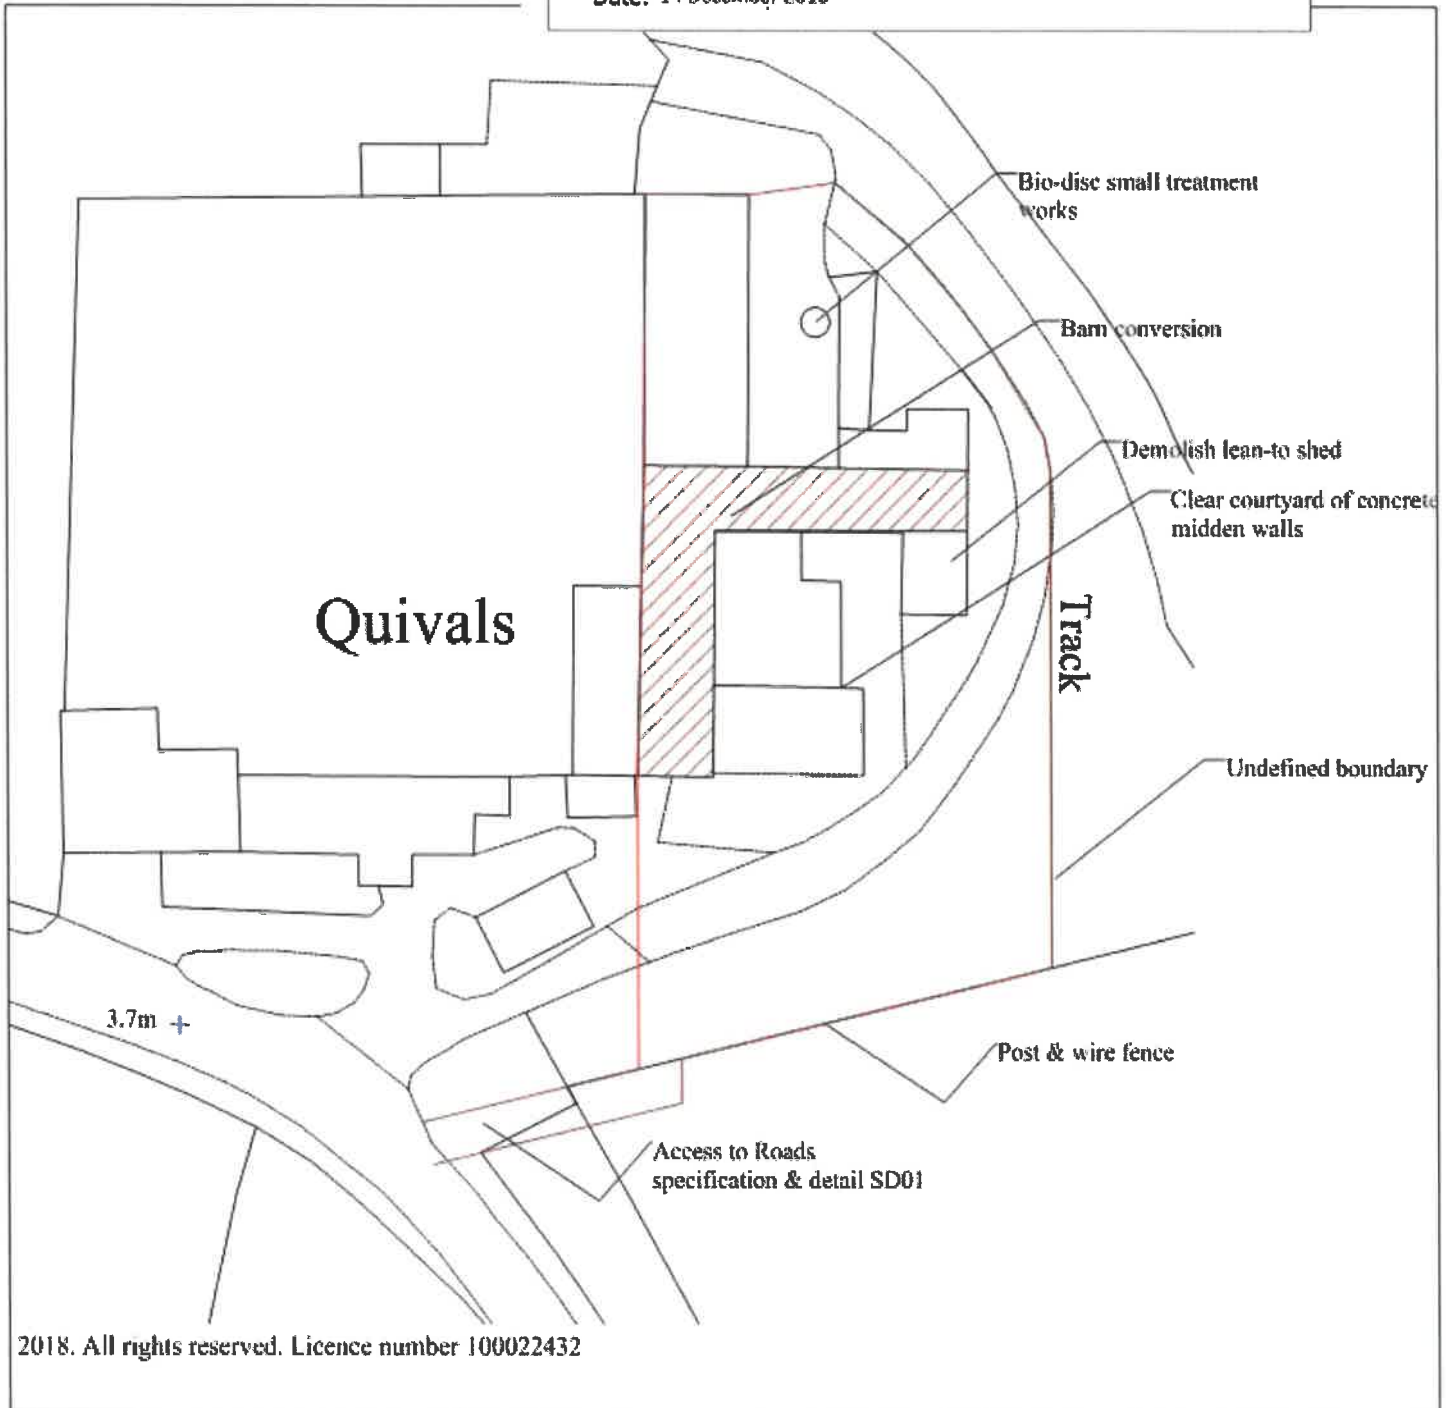 Date:
Bio-disc small treatment
works
Barn conversion
Demolish lean-to shed
Clear courtyard of concrete
midden walls
Quivals
Track
Undefined boundary
3.7m
Post & wire fence
Access to Roads
specification & detail SD01
2018. All rights reserved. Licence number 100022432